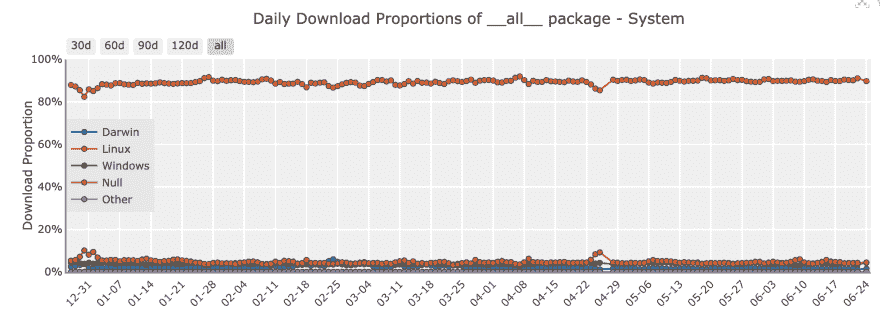 Daily Download Proportions of __all__ package - System
30d 60d 90d 120d all
100%
80%
60%
40%
20%
0%
Download Proportion
Darwin
Linux
Windows
Null
Other
12-31 01-07 01-14 01-21 01-28 02-04 02-11 02-18 02-25 03-04 03-11 03-18 03-25 04-01 04-08 04-15 04-22 04-29 05-06 05-13 05-20 05-27 06-03 06-10 06-17 06-24